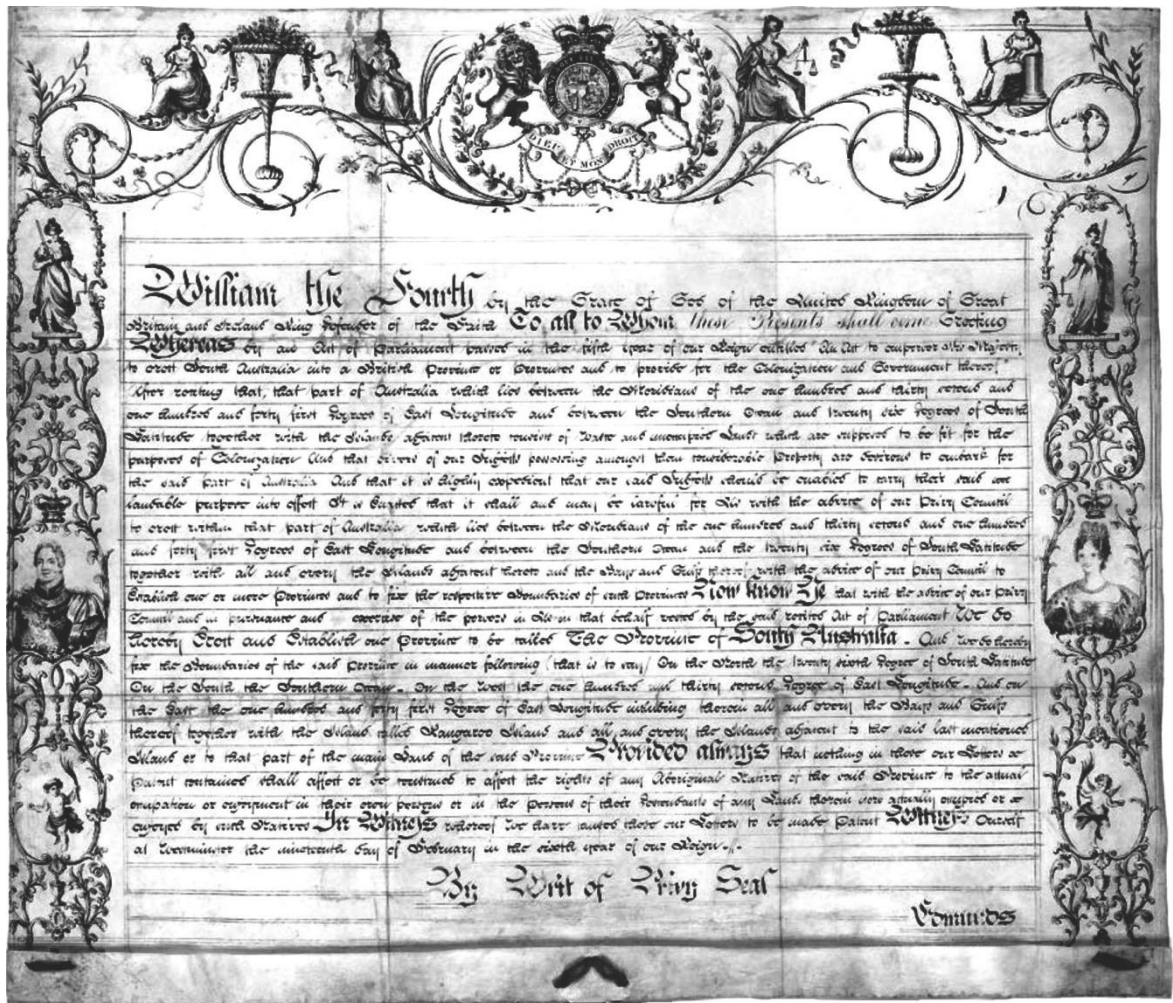 DIEU ET MON DROIT
William the Fourth by the Grace of God of the United Kingdom of Great
Britain and Ireland King Defender of the Faith To all to Whom these Presents shall come Greeting
Whereas by an Act of Parliament passed in the fifth year of our Reign entitled "An Act to empower His Majesty
to erect South Australia into a British Province or Provinces and to provide for the Colonization and Government thereof"
After reciting that, that part of Australia which lies between the Meridians of the one hundred and thirty second and
one hundred and forty first Degrees of East Longitude and between the Southern Ocean and twenty six Degrees of South
Latitude together with the Islands adjacent thereto consists of waste and unoccupied Lands which are supposed to be fit for the
purposes of Colonization And that divers of our Subjects possessing amongst them considerable Property are desirous to embark for
the said part of Australia And that it is highly expedient that our said Subjects should be enabled to carry their said
laudable purpose into effect It is Enacted that it shall and may be lawful for Us with the advice of our Privy Council
to erect within that part of Australia which lies between the Meridians of the one hundred and thirty second and one hundred
and forty first Degrees of East Longitude and between the Southern Ocean and the twenty six Degrees of South Latitude
together with all and every the Islands adjacent thereto and the Bays and Gulfs thereof with the advice of our Privy Council to
Establish one or more Provinces and to fix the respective Boundaries of such Provinces Now Know Ye that with the advice of our Privy
Council and in pursuance and exercise of the powers in Us in that behalf vested by the said recited Act of Parliament We do
hereby Erect and Establish one Province to be called The Province of South Australia - And we do hereby
fix the Boundaries of the said Province in manner following (that is to say) On the North the twenty sixth Degree of South Latitude
On the South the Southern Ocean - On the West the one hundred and thirty second Degree of East Longitude - And on
the East the one hundred and forty first Degree of East Longitude including therein all and every the Bays and Gulfs
thereof together with the Island called Kangaroo Island and all and every the Islands adjacent to the said last mentioned
Island or to that part of the main Land of the said Province Provided always that nothing in those our Letters
Patent contained shall affect or be construed to affect the rights of any Aboriginal Natives of the said Province to the actual
occupation or enjoyment in their own persons or in the persons of their Descendants of any Lands therein now actually occupied or
enjoyed by such Natives In Witness whereof We have caused these our Letters to be made Patent Witness Ourself
at Westminster the nineteenth day of February in the sixth year of our Reign -
By Writ of Privy Seal
Edmunds